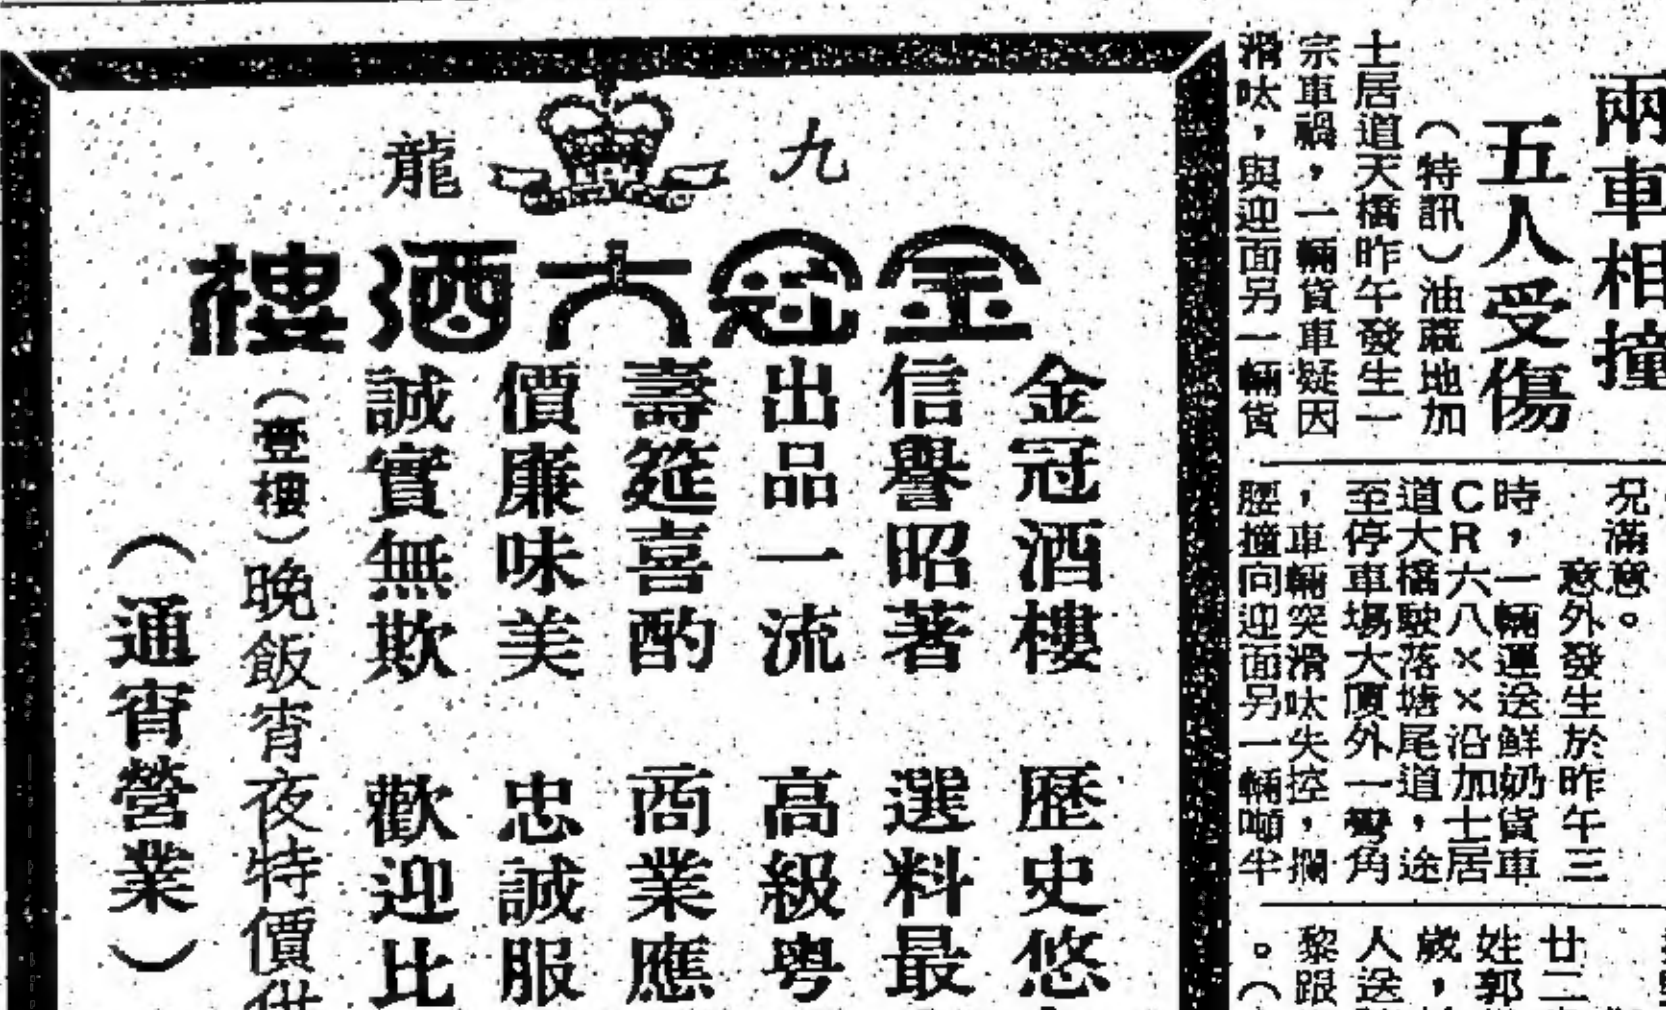 九龍
金冠大酒樓
金冠酒樓 歷史悠
信譽昭著 選料最
出品一流 高級粵
壽筵喜酌 商業應
價廉味美 忠誠服
誠實無欺 歡迎比
（壹樓）晚飯宵夜特價供
（通宵營業）
兩車相撞
五人受傷
（特訊）油蔴地加
士居道天橋昨午發生一
宗車禍，一輛貨車疑因
滑呔，與迎面另一輛貨
況滿意。
意外發生於昨午三
時，一輛運送鮮奶貨車
CR六八××沿加士居
道大橋駛落塘尾道，途
至停車場大厦外一彎角
，車輛突滑呔失控，攔
腰撞向迎面另一輛噸半
廿二
姓郭
歲，
人送
黎跟
。（